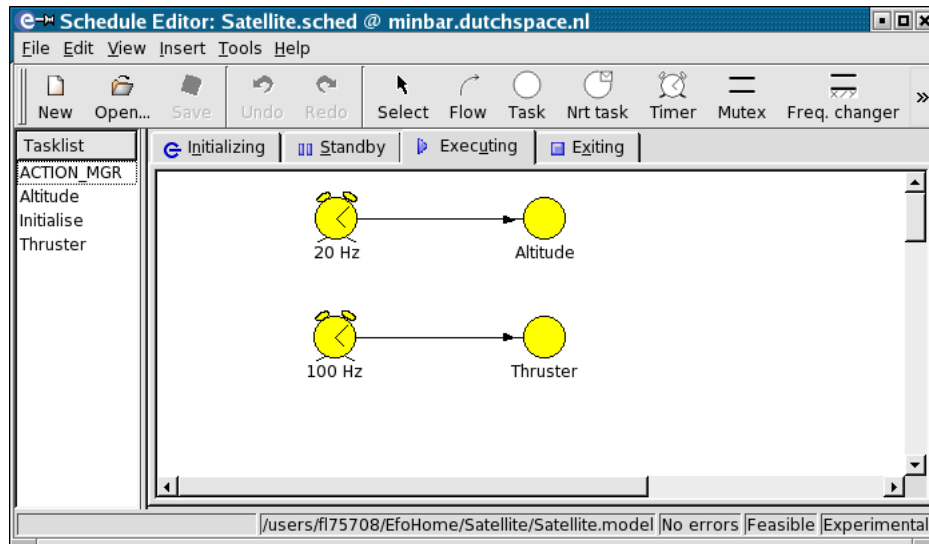 Schedule Editor: Satellite.sched @ minbar.dutchspace.nl
File Edit View Insert Tools Help
New Open... Save Undo Redo Select Flow Task Nrt task Timer Mutex Freq. changer »
Tasklist
ACTION_MGR
Altitude
Initialise
Thruster
Initializing Standby Executing Exiting
20 Hz Altitude
100 Hz Thruster
/users/fl75708/EfoHome/Satellite/Satellite.model No errors Feasible Experimental